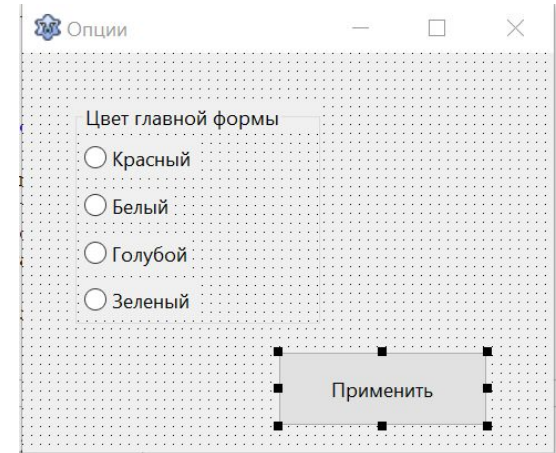 Опции
Цвет главной формы
Красный
Белый
Голубой
Зеленый
Применить